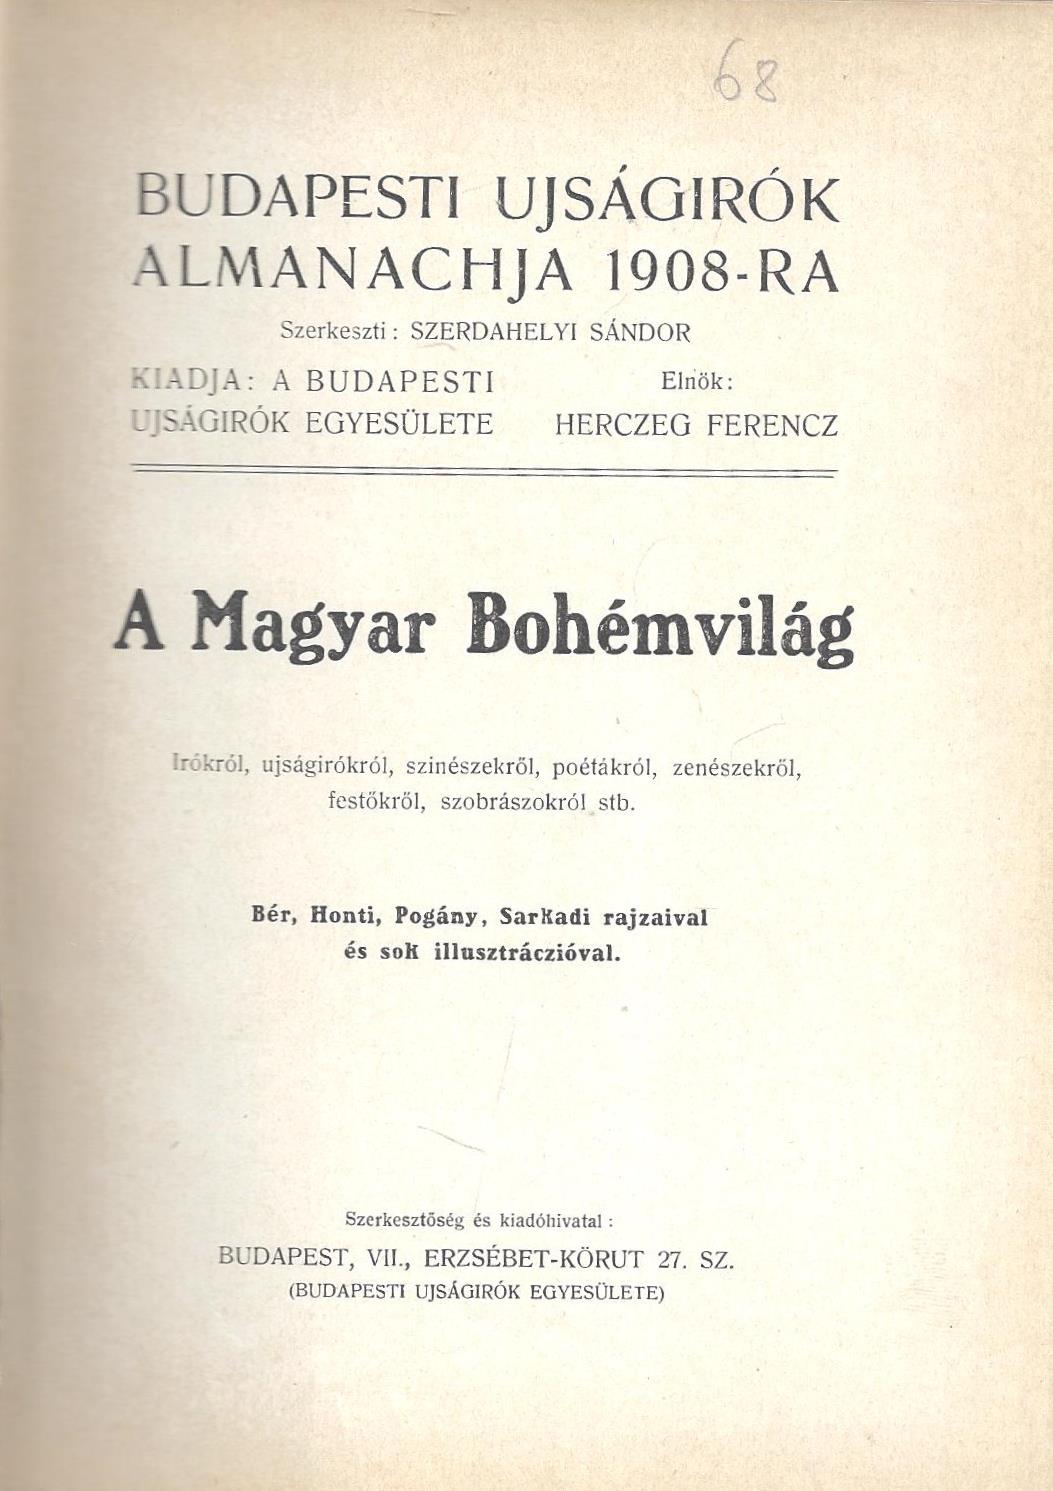 68
BUDAPESTI UJSÁGIRÓK
ALMANACHJA 1908-RA
Szerkeszti: SZERDAHELYI SÁNDOR
KIADJA: A BUDAPESTI
UJSÁGIRÓK EGYESÜLETE
Elnök:
HERCZEG FERENCZ
A Magyar Bohémvilág
Irókról, ujságirókról, szinészekről, poétákról, zenészekről,
festőkről, szobrászokról stb.
Bér, Honti, Pogány, Sarkadi rajzaival
és sok illusztráczióval.
Szerkesztőség és kiadóhivatal:
BUDAPEST, VII., ERZSÉBET-KÖRUT 27. SZ.
(BUDAPESTI UJSÁGIRÓK EGYESÜLETE)